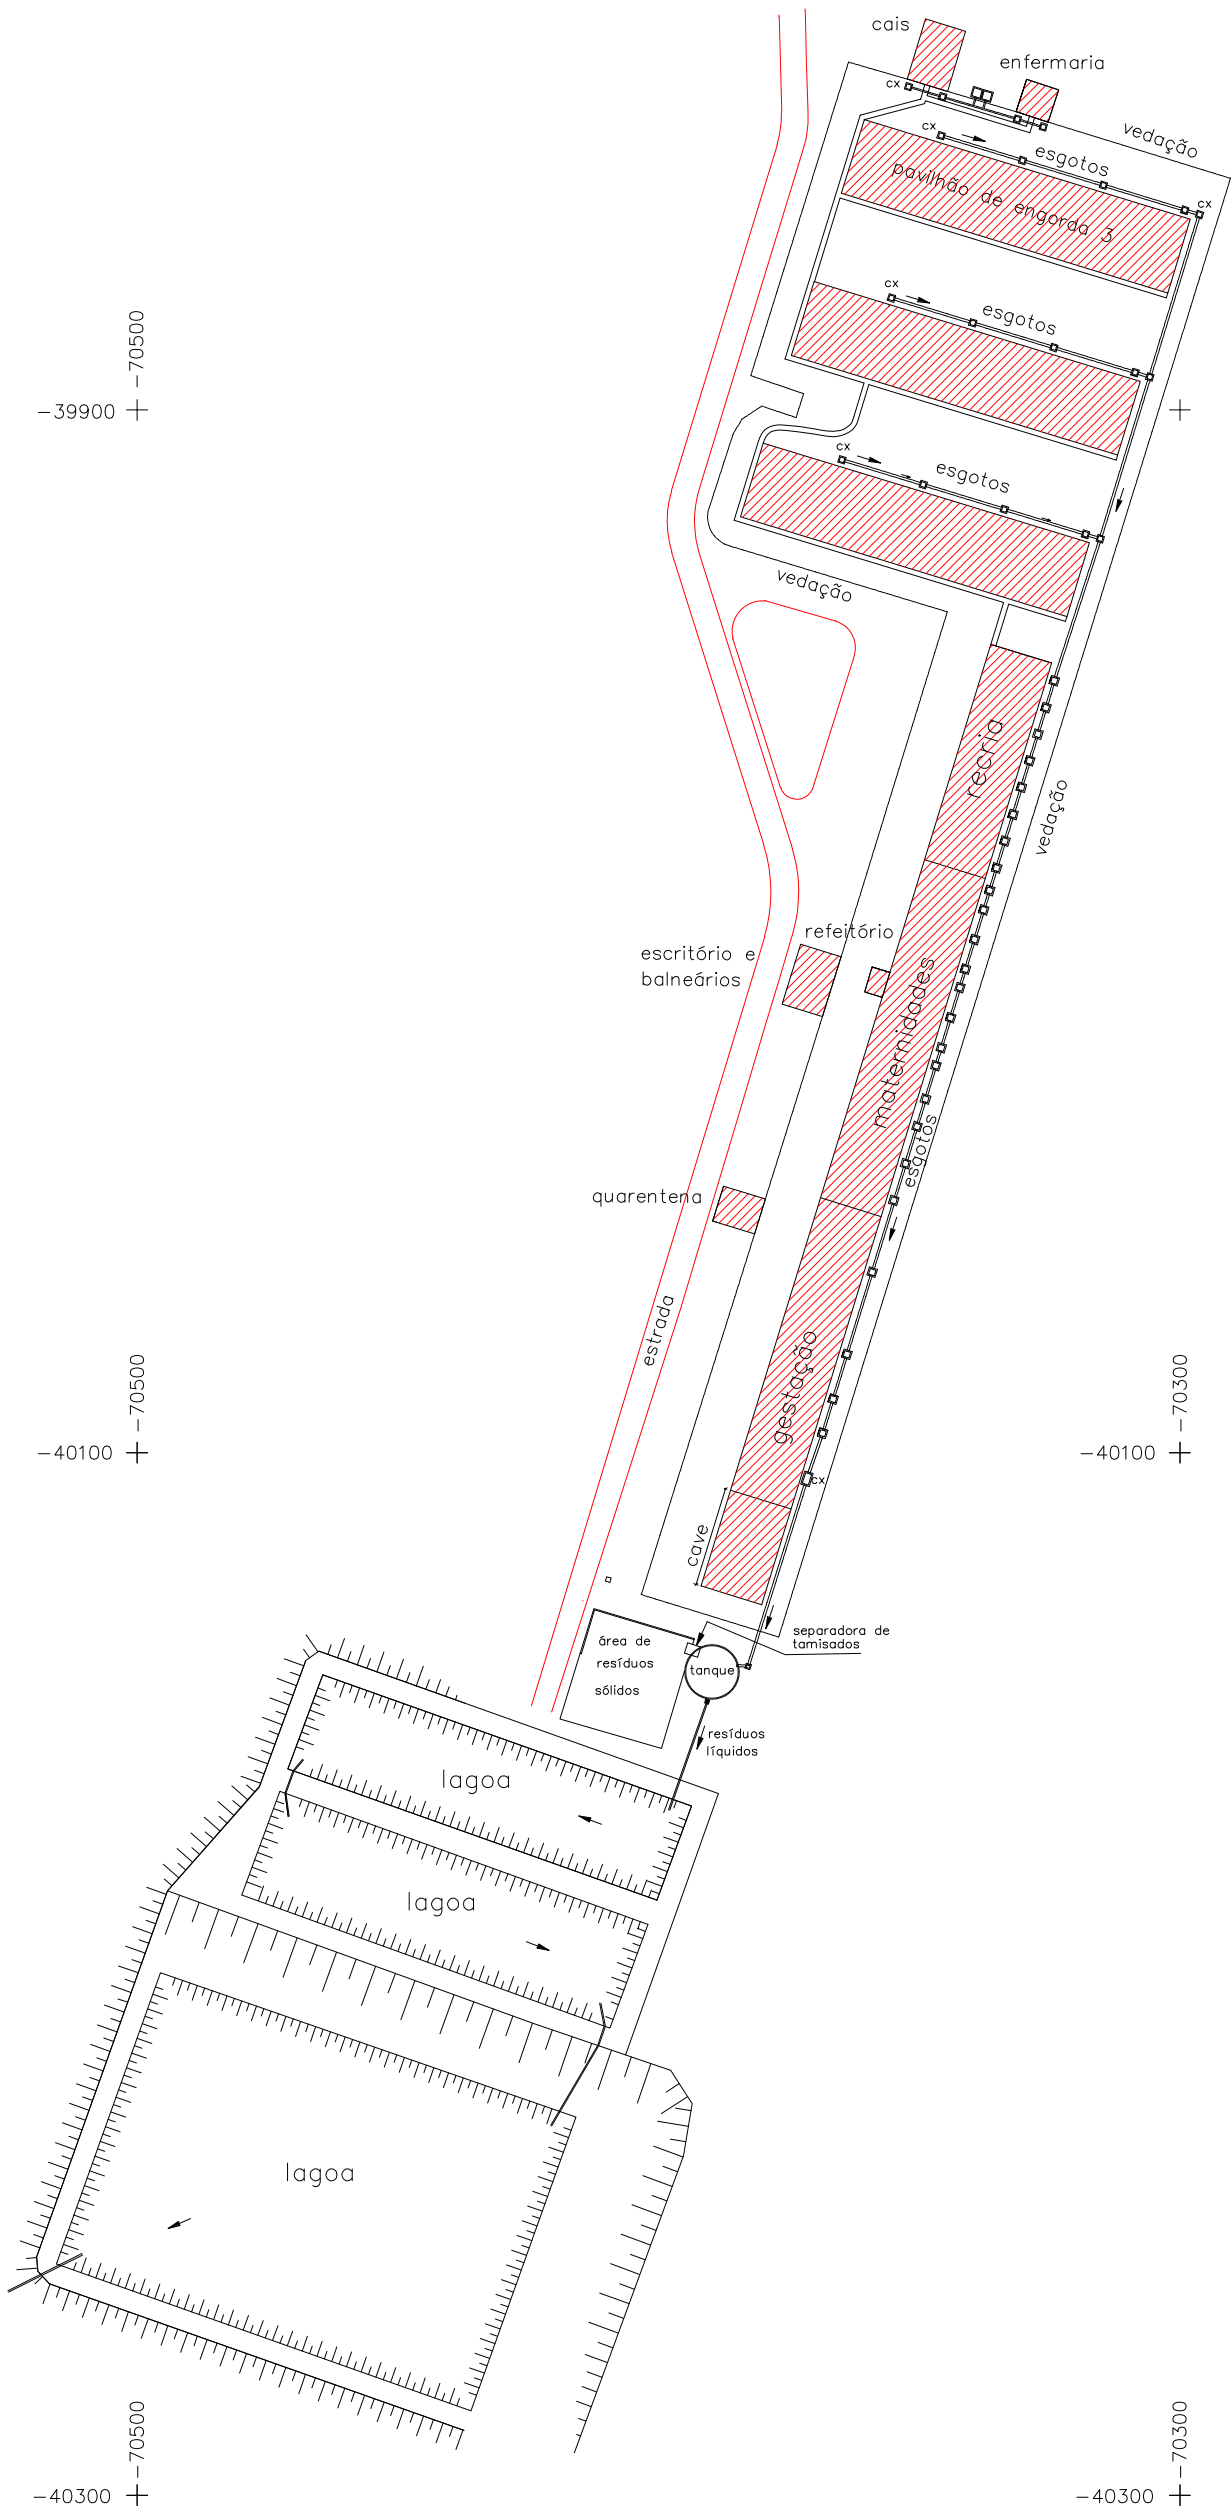 cais
enfermaria
cx
vedação
cx
esgotos
pavilhão de engorda 3
cx
cx
esgotos
-70500
-39900
cx
esgotos
vedação
recria
vedação
refeitório
escritório e
balneários
maternidades
esgotos
quarentena
estrada
gestação
-70500
-70300
-40100
-40100
cx
cave
separadora de
tamisados
área de
resíduos
sólidos
tanque
resíduos
líquidos
lagoa
lagoa
lagoa
-70500
-70300
-40300
-40300